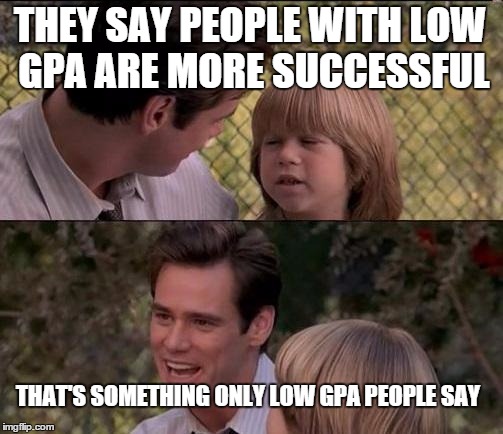 THEY SAY PEOPLE WITH LOW
GPA ARE MORE SUCCESSFUL
THAT'S SOMETHING ONLY LOW GPA PEOPLE SAY
imgflip.com